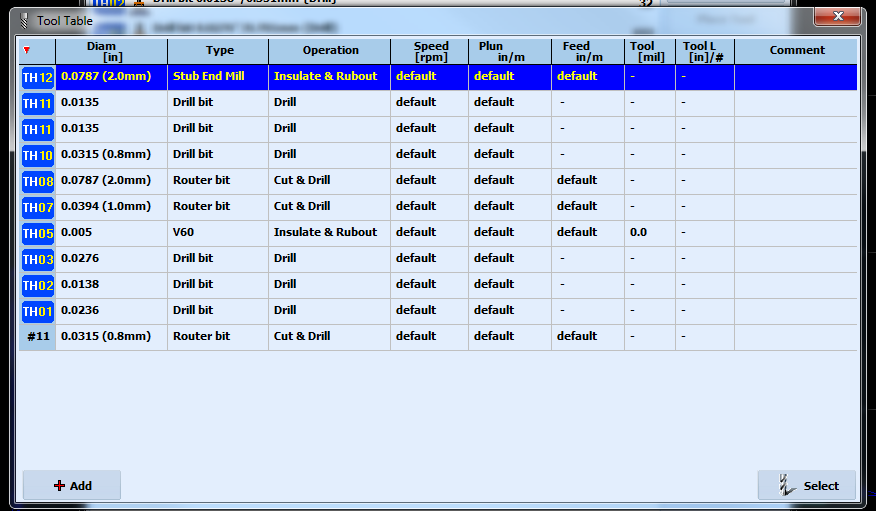 Tool Table
Diam [in] Type Operation Speed [rpm] Plun in/m Feed in/m Tool [mil] Tool L [in]/# Comment
TH12 0.0787 (2.0mm) Stub End Mill Insulate & Rubout default default default - -
TH11 0.0135 Drill bit Drill default default - - -
TH11 0.0135 Drill bit Drill default default - - -
TH10 0.0315 (0.8mm) Drill bit Drill default default - - -
TH08 0.0787 (2.0mm) Router bit Cut & Drill default default default - -
TH07 0.0394 (1.0mm) Router bit Cut & Drill default default default - -
TH05 0.005 V60 Insulate & Rubout default default default 0.0 -
TH03 0.0276 Drill bit Drill default default - - -
TH02 0.0138 Drill bit Drill default default - - -
TH01 0.0236 Drill bit Drill default default - - -
#11 0.0315 (0.8mm) Router bit Cut & Drill default default default - -
Add Select